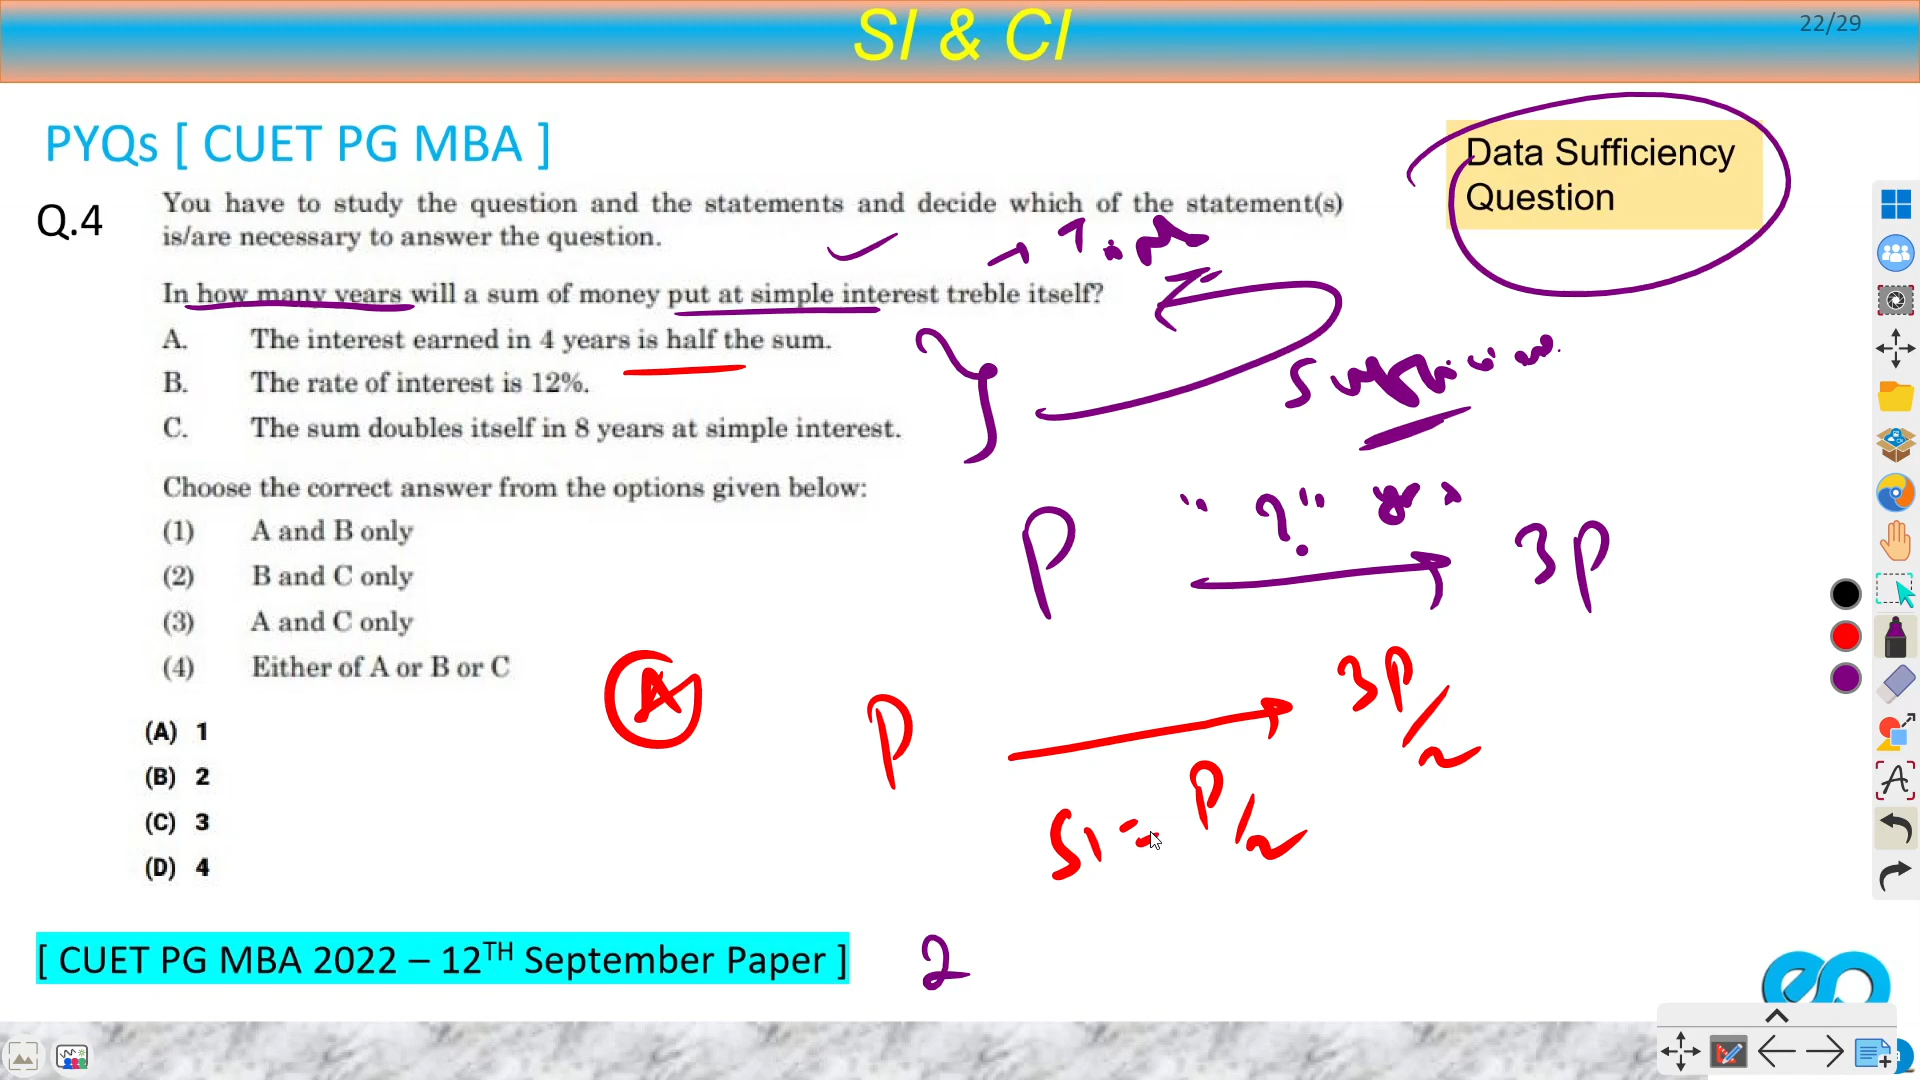 SI & CI
22/29
PYQs [ CUET PG MBA ]
Data Sufficiency
Question
Q.4
You have to study the question and the statements and decide which of the statement(s)
is/are necessary to answer the question.
→ Time
In how many years will a sum of money put at simple interest treble itself?
A. The interest earned in 4 years is half the sum.
B. The rate of interest is 12%.
C. The sum doubles itself in 8 years at simple interest.
Choose the correct answer from the options given below:
(1) A and B only
(2) B and C only
(3) A and C only
(4) Either of A or B or C
P "?" 3P
A
P 3P/2
SI = P/2
(A) 1
(B) 2
(C) 3
(D) 4
[ CUET PG MBA 2022 – 12TH September Paper ]
2